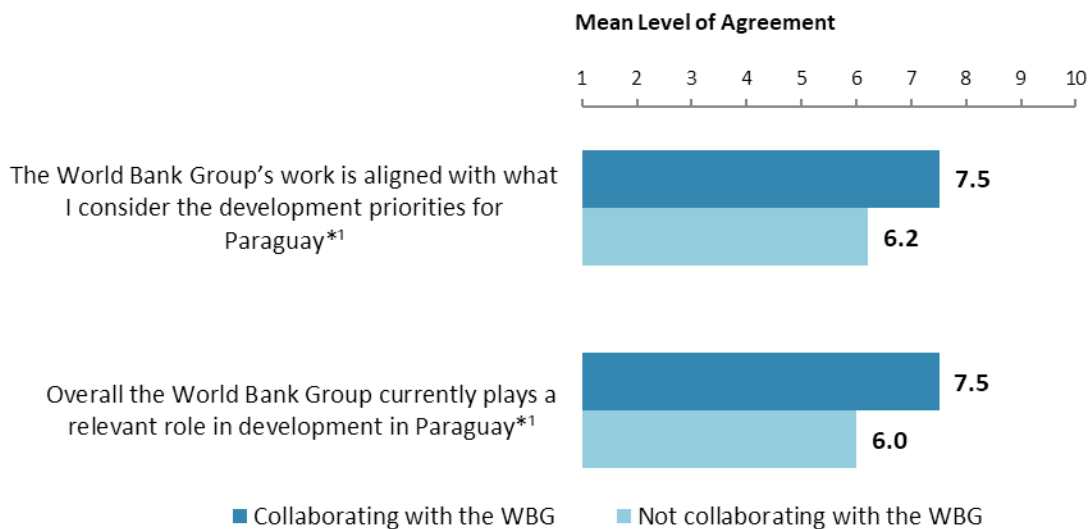 Mean Level of Agreement
1 2 3 4 5 6 7 8 9 10
The World Bank Group’s work is aligned with what
I consider the development priorities for
Paraguay*¹
7.5
6.2
Overall the World Bank Group currently plays a
relevant role in development in Paraguay*¹
7.5
6.0
Collaborating with the WBG Not collaborating with the WBG